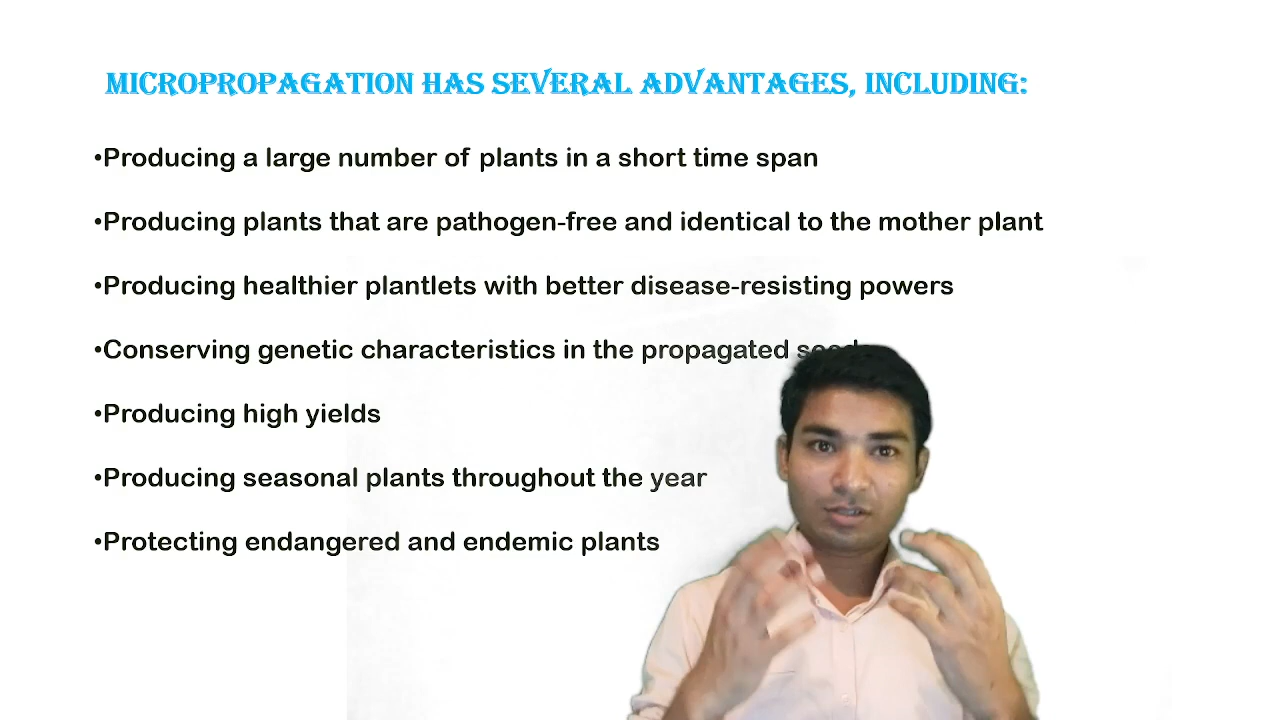 MICROPROPAGATION HAS SEVERAL ADVANTAGES, INCLUDING:
•Producing a large number of plants in a short time span
•Producing plants that are pathogen-free and identical to the mother plant
•Producing healthier plantlets with better disease-resisting powers
•Conserving genetic characteristics in the propagated
•Producing high yields
•Producing seasonal plants throughout the year
•Protecting endangered and endemic plants